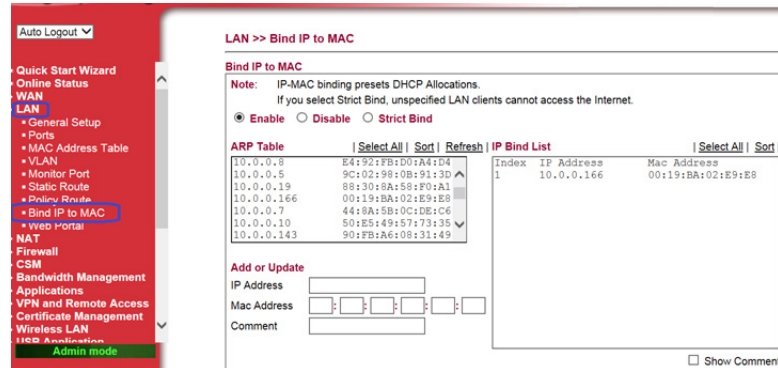 Auto Logout
Quick Start Wizard
Online Status
WAN
LAN
General Setup
Ports
MAC Address Table
VLAN
Monitor Port
Static Route
Policy Route
Bind IP to MAC
Web Portal
NAT
Firewall
CSM
Bandwidth Management
Applications
VPN and Remote Access
Certificate Management
Wireless LAN
USB Application
Admin mode
LAN >> Bind IP to MAC
Bind IP to MAC
Note: IP-MAC binding presets DHCP Allocations.
If you select Strict Bind, unspecified LAN clients cannot access the Internet.
Enable Disable Strict Bind
ARP Table | Select All | Sort | Refresh |
10.0.0.8 E4:92:FB:D0:A4:D4
10.0.0.5 9C:02:98:0B:91:3D
10.0.0.19 88:30:8A:58:F0:A1
10.0.0.166 00:19:BA:02:E9:E8
10.0.0.7 44:8A:5B:0C:DE:C6
10.0.0.10 50:E5:49:57:73:35
10.0.0.143 90:FB:A6:08:31:49
IP Bind List | Select All | Sort
Index IP Address Mac Address
1 10.0.0.166 00:19:BA:02:E9:E8
Add or Update
IP Address
Mac Address : : : : :
Comment
Show Comment